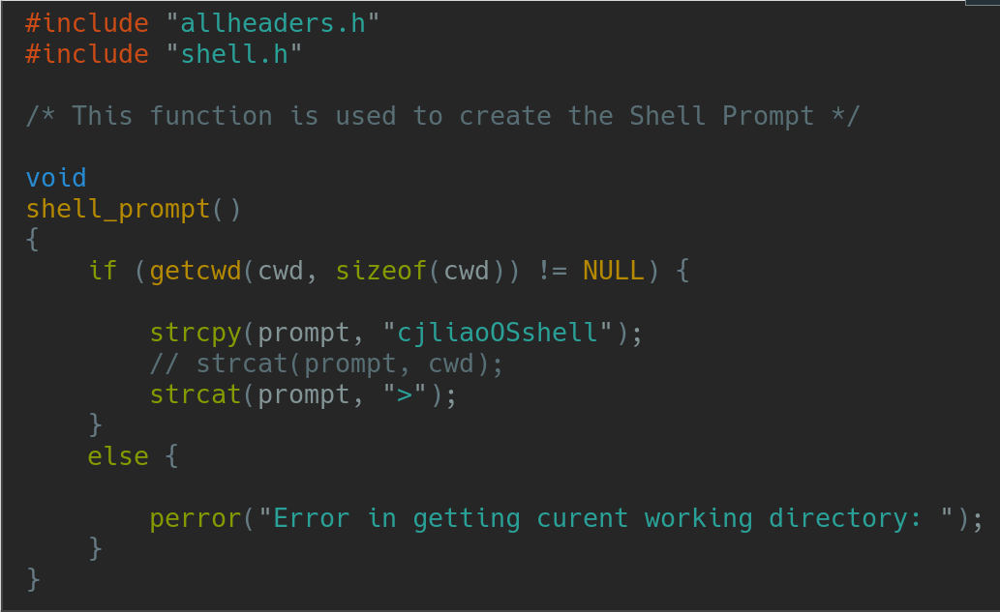 #include "allheaders.h"
#include "shell.h"
/* This function is used to create the Shell Prompt */
void
shell_prompt()
{
if (getcwd(cwd, sizeof(cwd)) != NULL) {
strcpy(prompt, "cjliaoOSshell");
// strcat(prompt, cwd);
strcat(prompt, ">");
}
else {
perror("Error in getting curent working directory: ");
}
}